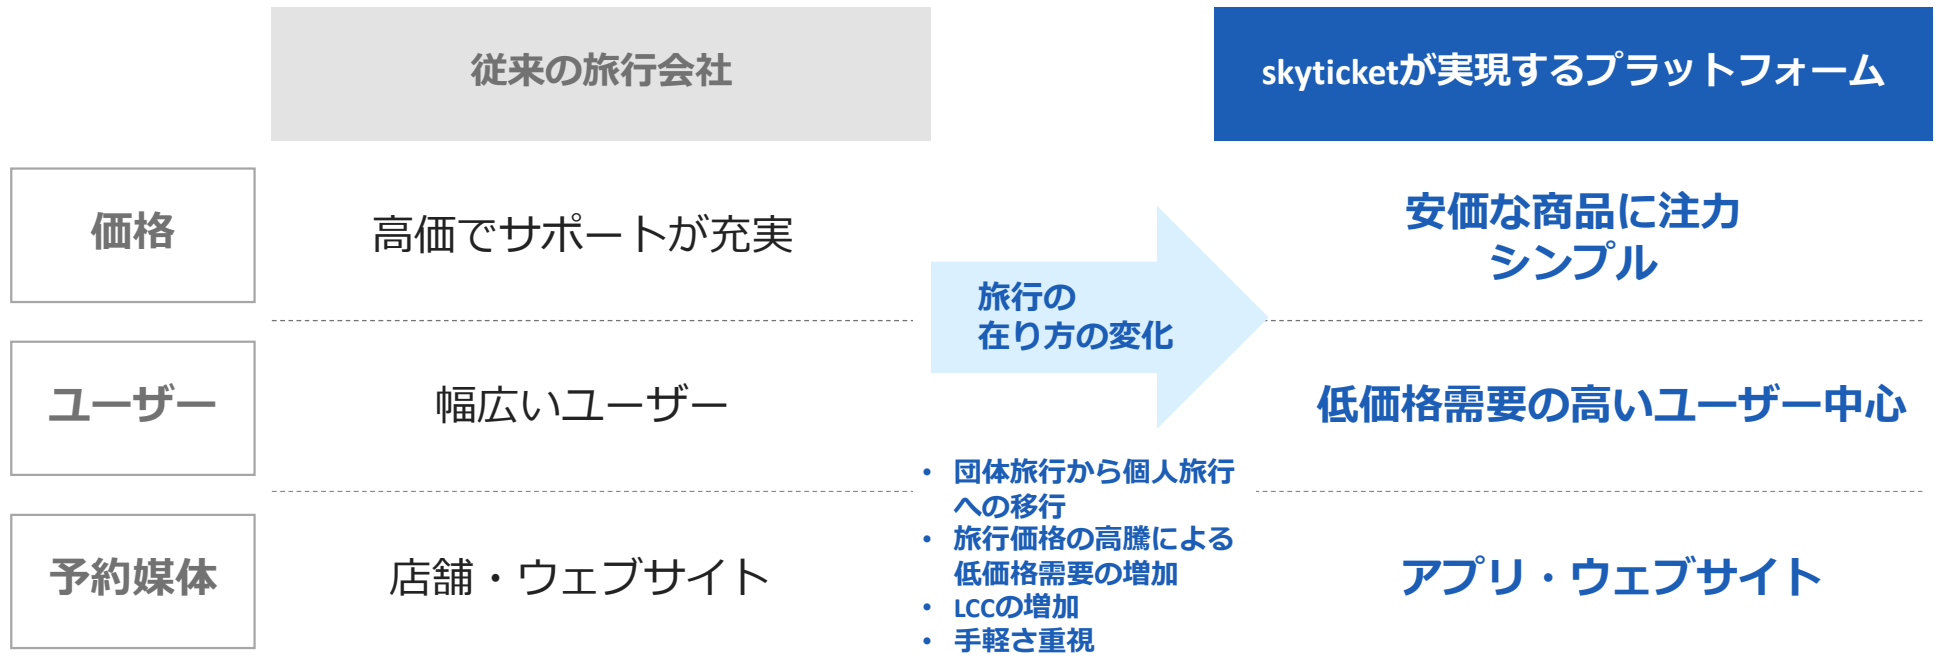 従来の旅行会社
skyticketが実現するプラットフォーム
価格
高価でサポートが充実
安価な商品に注力
シンプル
旅行の
在り方の変化
ユーザー
幅広いユーザー
低価格需要の高いユーザー中心
予約媒体
店舗・ウェブサイト
• 団体旅行から個人旅行
への移行
• 旅行価格の高騰による
低価格需要の増加
• LCCの増加
• 手軽さ重視
アプリ・ウェブサイト